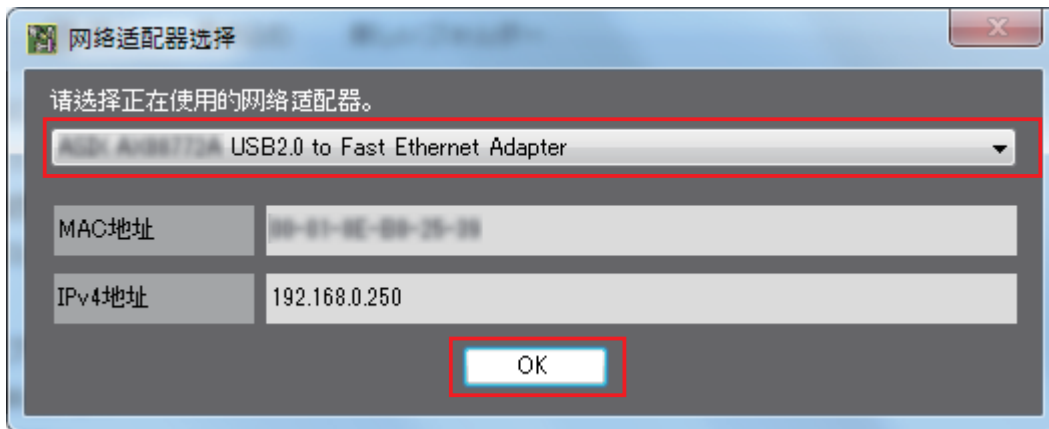 网络适配器选择
请选择正在使用的网络适配器。
USB2.0 to Fast Ethernet Adapter
MAC地址
IPv4地址
192.168.0.250
OK